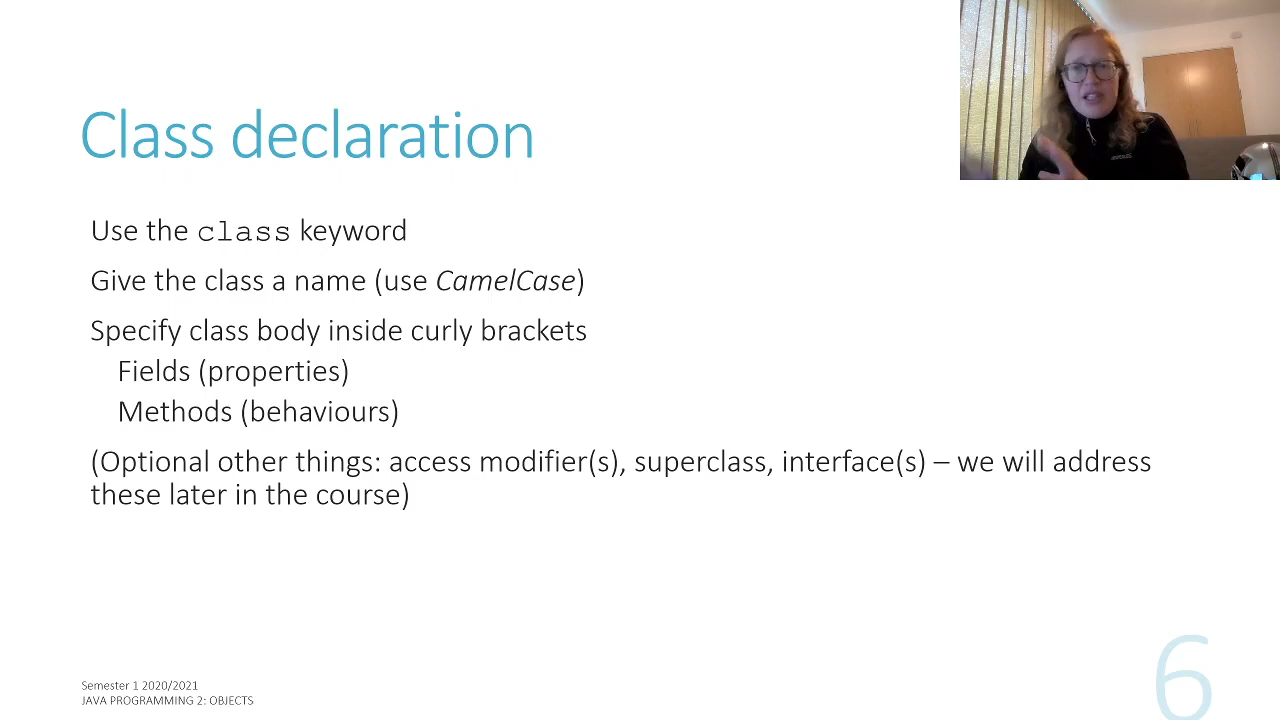 Class declaration
Use the class keyword
Give the class a name (use CamelCase)
Specify class body inside curly brackets
Fields (properties)
Methods (behaviours)
(Optional other things: access modifier(s), superclass, interface(s) – we will address
these later in the course)
Semester 1 2020/2021
JAVA PROGRAMMING 2: OBJECTS
6